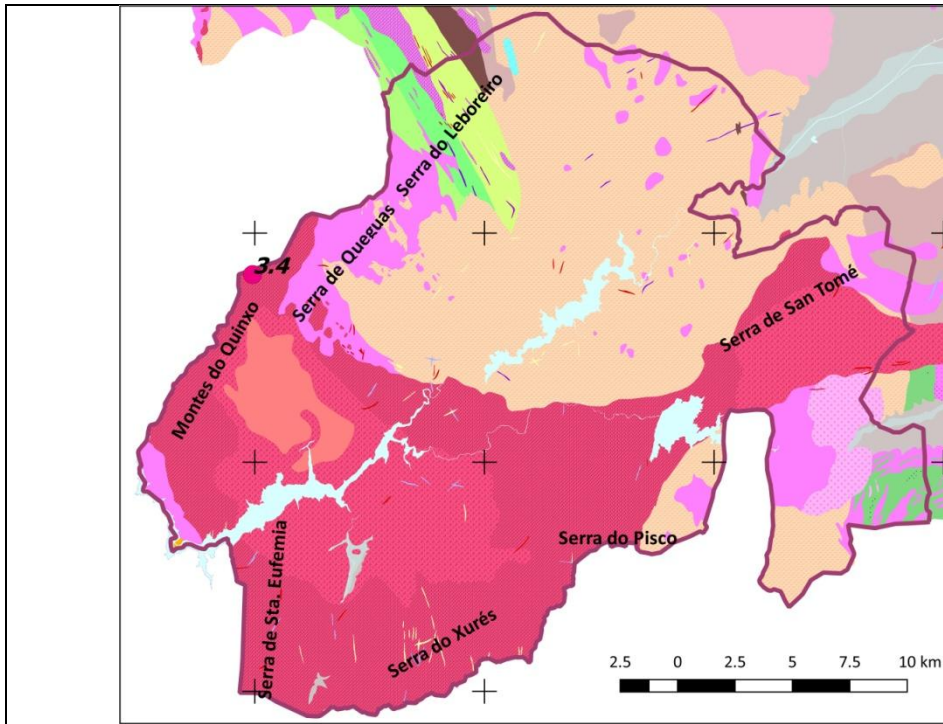 Serra do Leboreiro
Serra de Queguas
3.4
Montes do Quinxo
Serra de San Tomé
Serra do Pisco
Serra de Sta. Eufemia
Serra do Xurés
2.5 0 2.5 5 7.5 10 km